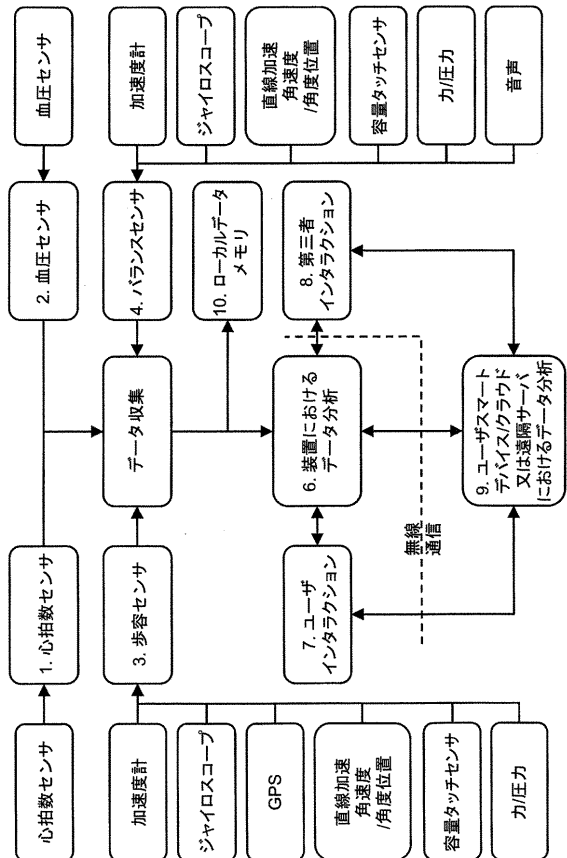 心拍数センサ
1. 心拍数センサ
2. 血圧センサ
血圧センサ
加速度計
ジャイロスコープ
GPS
直線加速
角速度
/角度位置
容量タッチセンサ
力/圧力
3. 歩容センサ
データ収集
4. バランスセンサ
加速度計
ジャイロスコープ
直線加速
角速度
/角度位置
容量タッチセンサ
力/圧力
音声
10. ローカルデータ
メモリ
7. ユーザ
インタラクション
6. 装置における
データ分析
8. 第三者
インタラクション
無線
通信
9. ユーザスマート
デバイス/クラウド
又は遠隔サーバ
におけるデータ分析